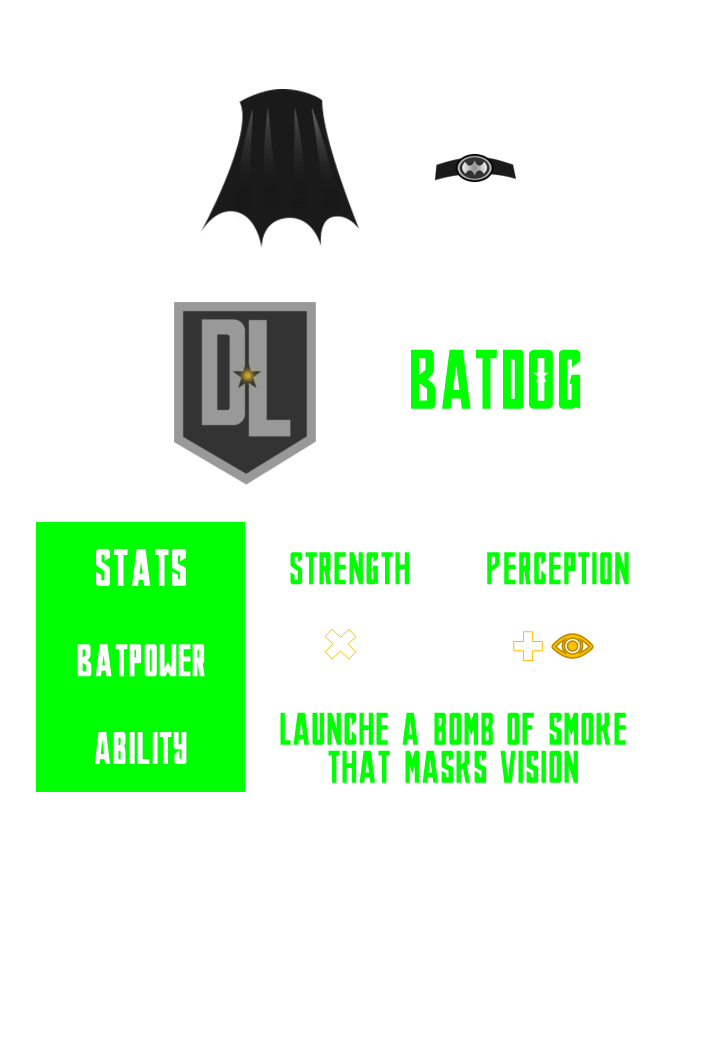 DL
BATDOG
STATS
STRENGTH PERCEPTION
BATPOWER
ABILITY
LAUNCHE A BOMB OF SMOKE
THAT MASKS VISION